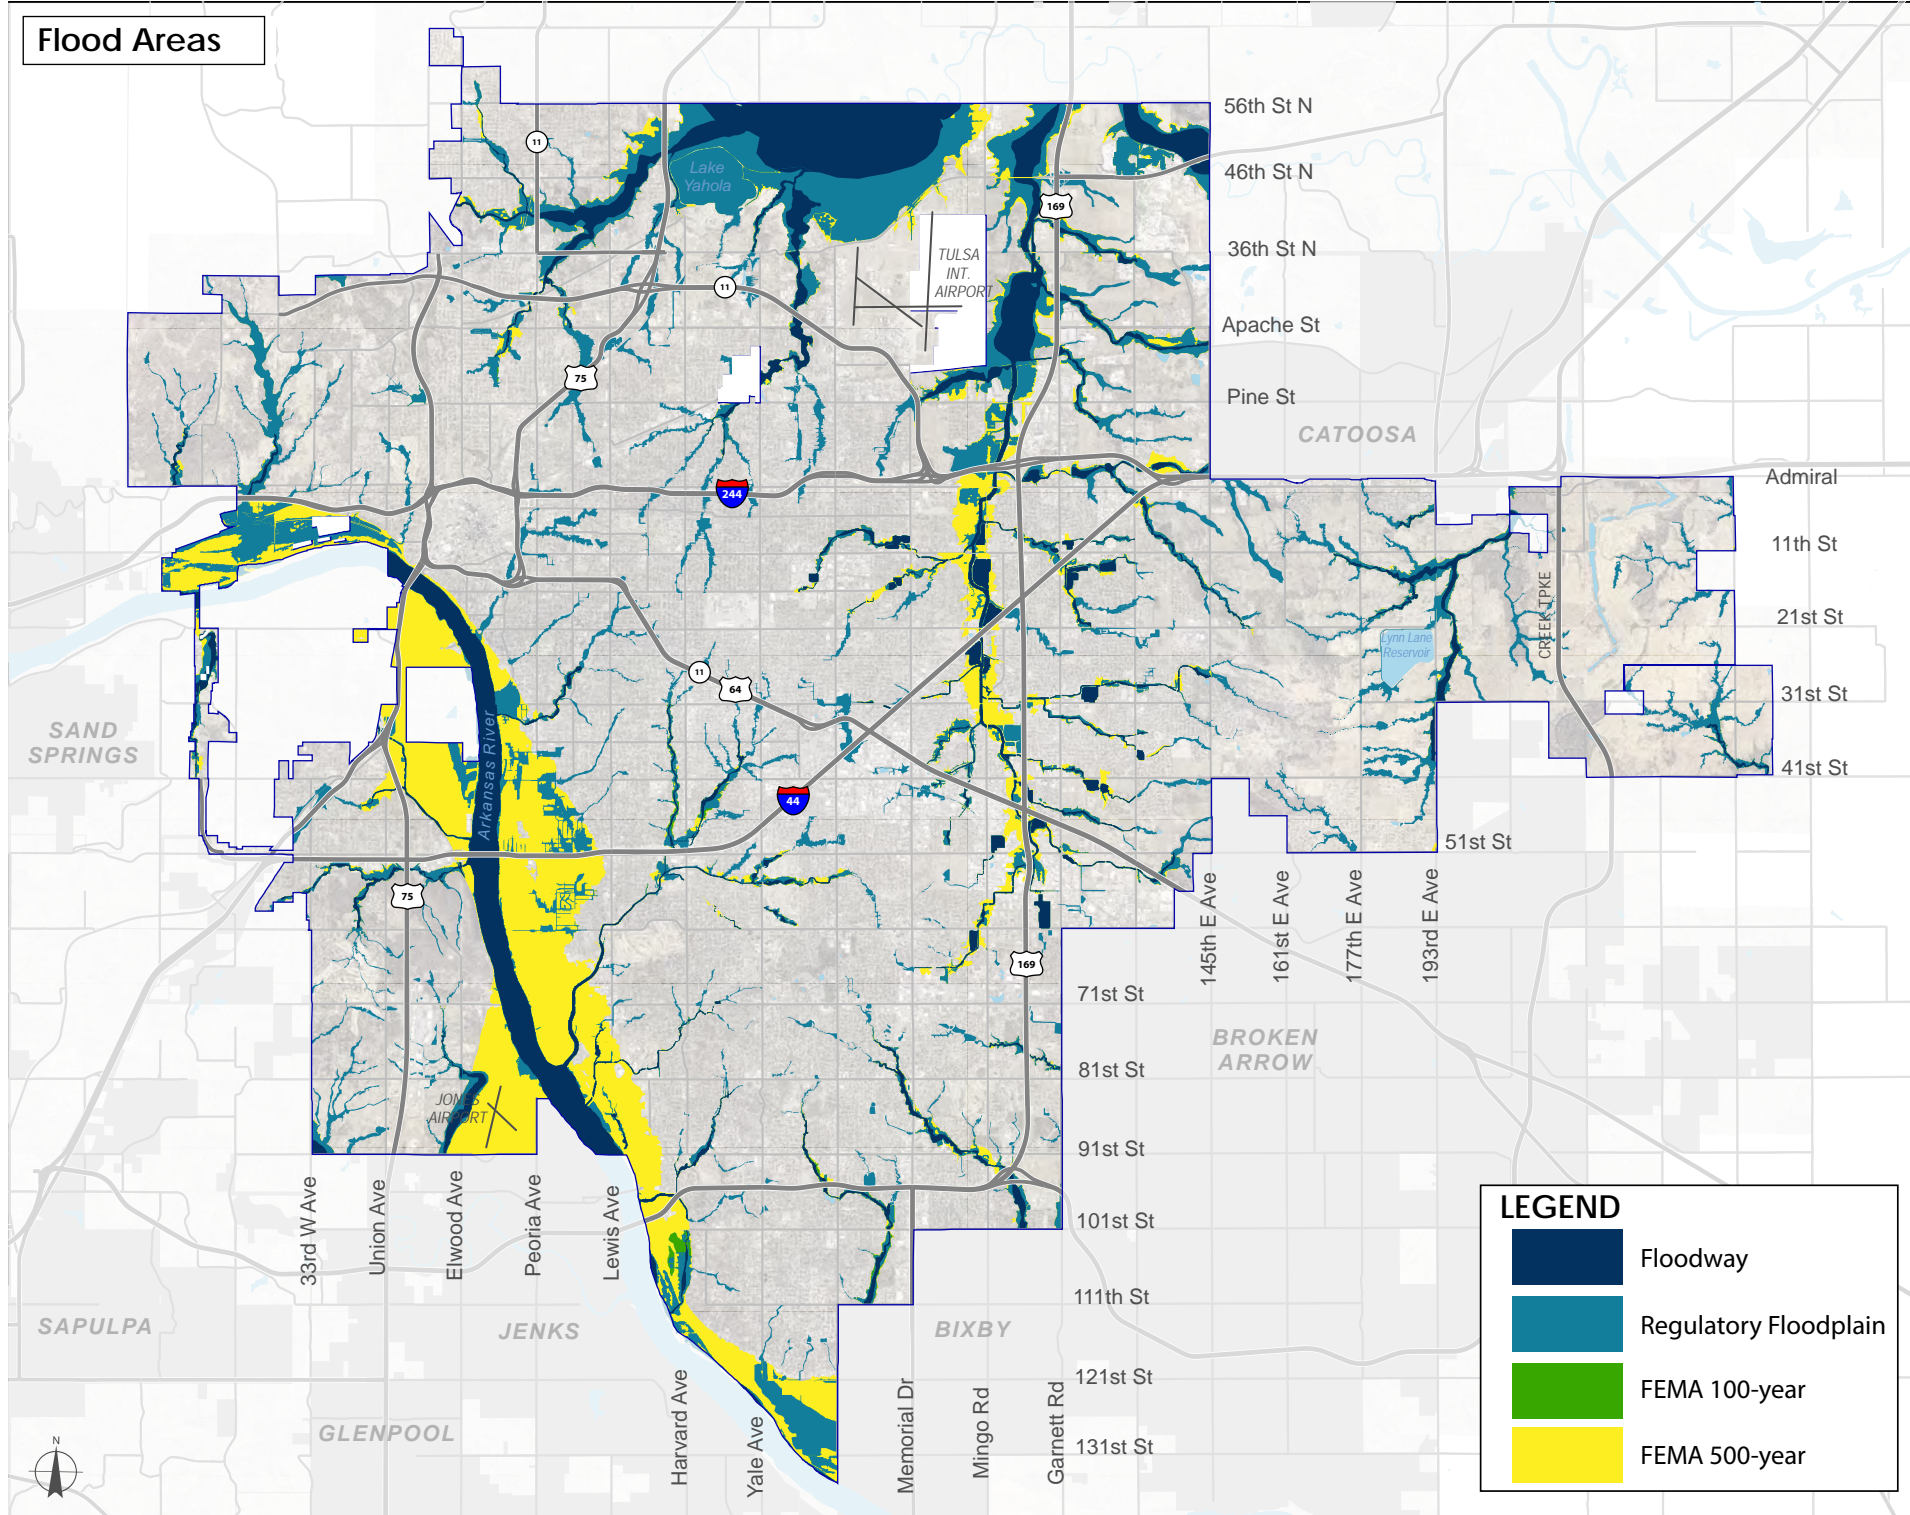 Flood Areas
56th St N
46th St N
36th St N
Apache St
Pine St
CATOOSA
Admiral
11th St
21st St
31st St
41st St
51st St
Lake
Yahola
TULSA
INT.
AIRPORT
11
169
11
75
244
CREEK TPKE
Lynn Lane
Reservoir
11
64
SAND
SPRINGS
Arkansas River
44
75
169
145th E Ave
161st E Ave
177th E Ave
193rd E Ave
71st St
81st St
91st St
101st St
111th St
121st St
131st St
BROKEN
ARROW
JONES
AIRPORT
33rd W Ave
Union Ave
Elwood Ave
Peoria Ave
Lewis Ave
Harvard Ave
Yale Ave
Memorial Dr
Mingo Rd
Garnett Rd
SAPULPA
JENKS
BIXBY
GLENPOOL
N
LEGEND
Floodway
Regulatory Floodplain
FEMA 100-year
FEMA 500-year